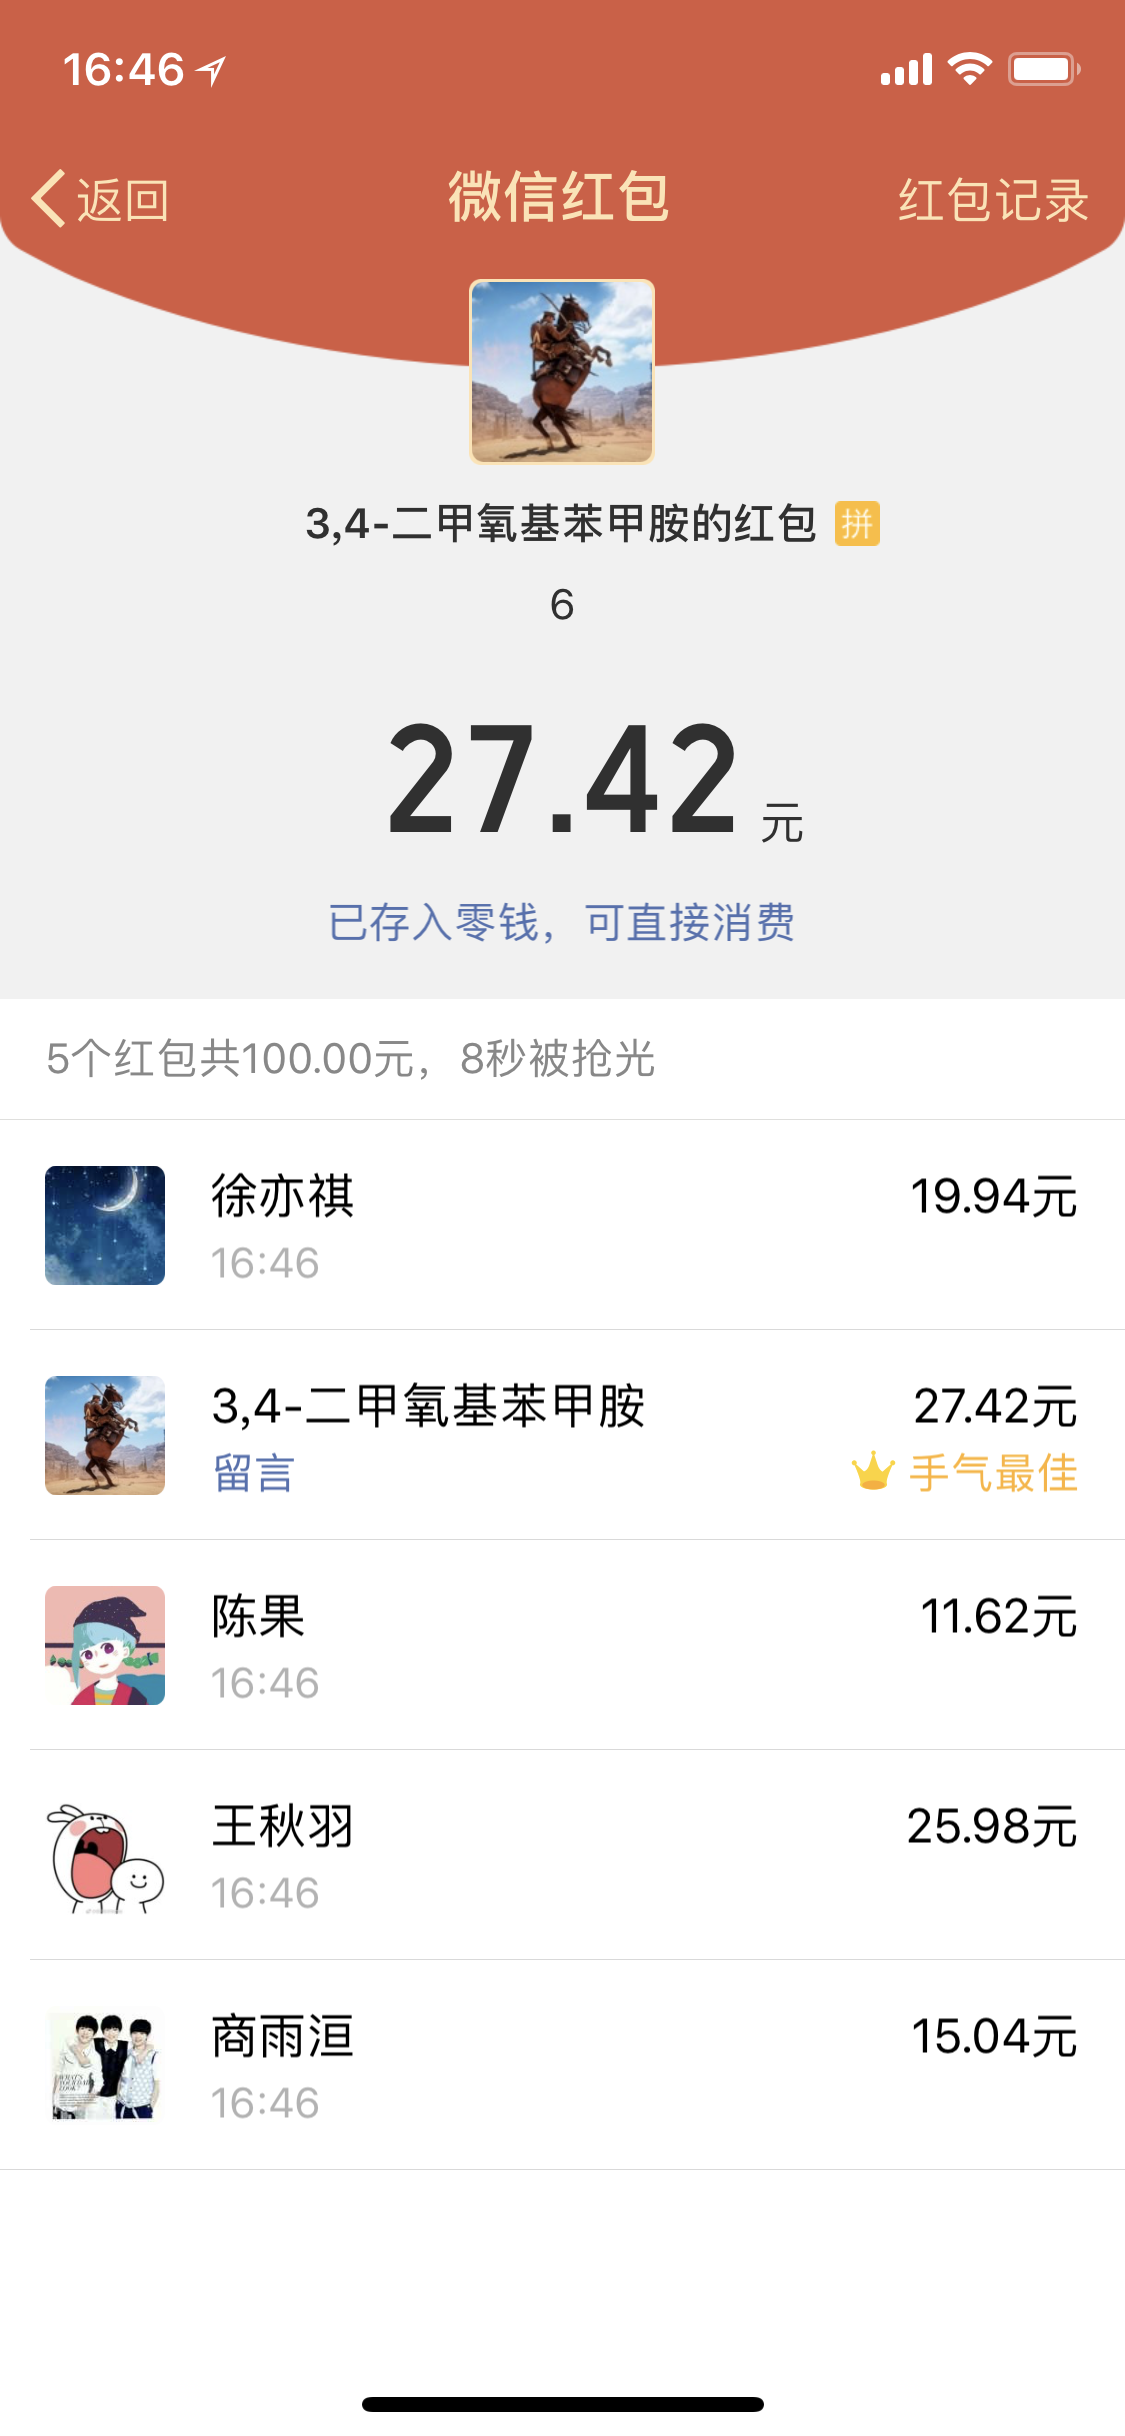 16:46
返回 微信红包 红包记录
3,4-二甲氧基苯甲胺的红包 拼
6
27.42 元
已存入零钱，可直接消费
5个红包共100.00元，8秒被抢光
徐亦祺 19.94元
16:46
3,4-二甲氧基苯甲胺 27.42元
留言 手气最佳
陈果 11.62元
16:46
王秋羽 25.98元
16:46
商雨洹 15.04元
WHAT'S
YOUR DAI
LOOK?
16:46